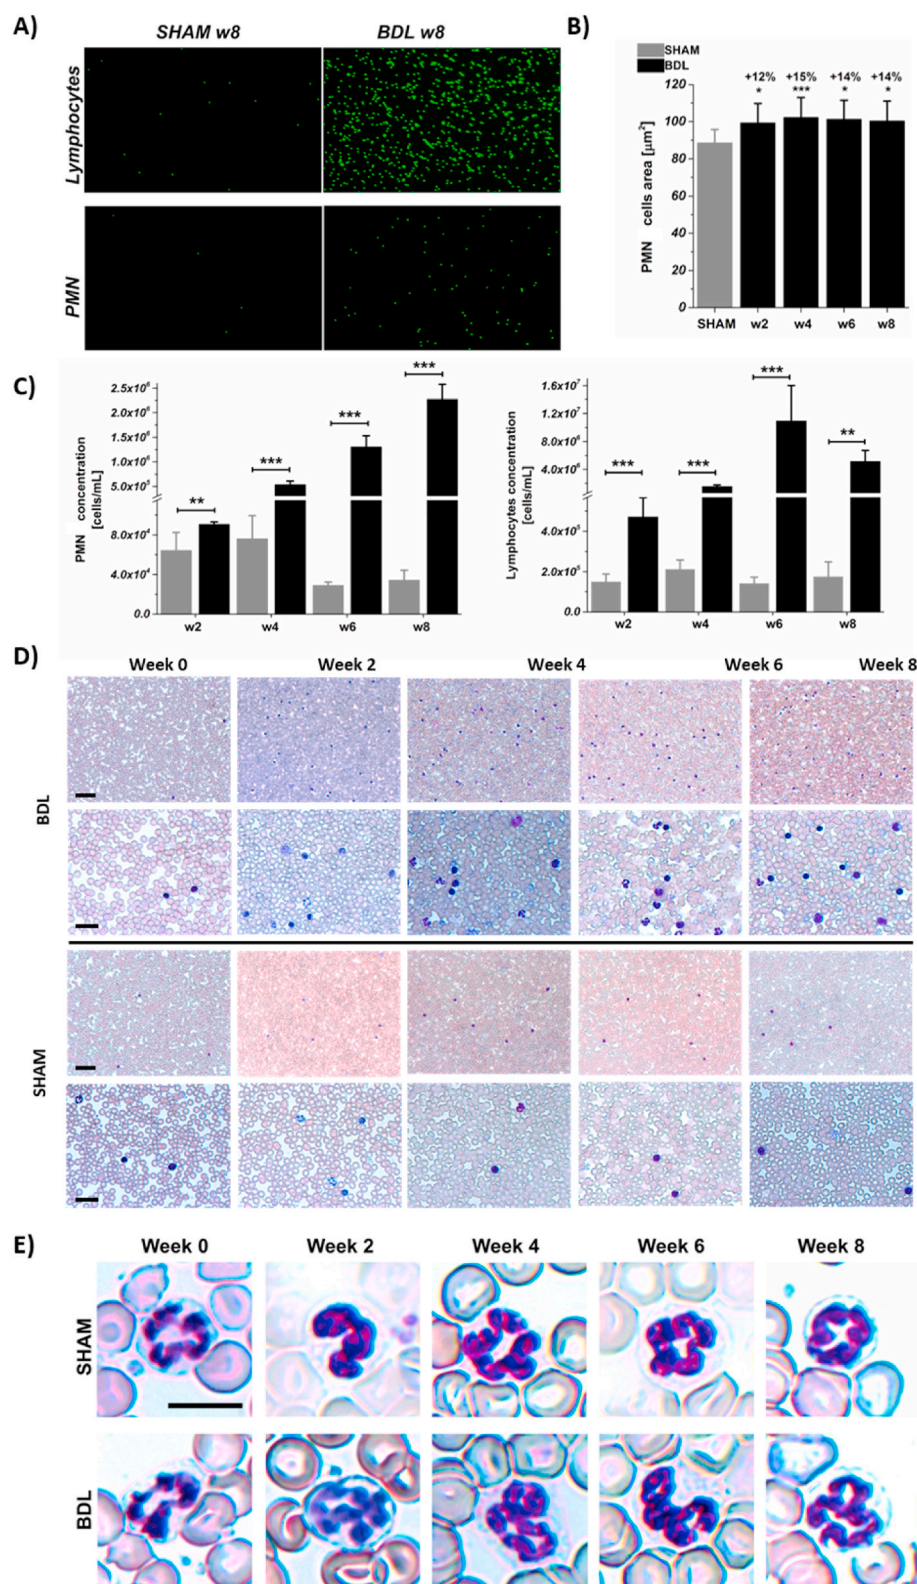 A)
SHAM w8
BDL w8
Lymphocytes
PMN
B)
SHAM
BDL
+12%
+15%
+14%
+14%
*
***
*
*
120
100
80
60
40
20
0
PMN cells area [µm²]
SHAM
w2
w4
w6
w8
C)
2.5x10⁶
2.0x10⁶
1.5x10⁶
1.0x10⁶
5.0x10⁵
8.0x10⁴
4.0x10⁴
0.0
PMN concentration
[cells/mL]
**
***
***
***
w2
w4
w6
w8
1.6x10⁷
1.2x10⁷
8.0x10⁶
4.0x10⁶
4.0x10⁵
2.0x10⁵
0.0
Lymphocytes concentration
[cells/mL]
***
***
***
**
w2
w4
w6
w8
D)
Week 0
Week 2
Week 4
Week 6
Week 8
BDL
SHAM
E)
Week 0
Week 2
Week 4
Week 6
Week 8
SHAM
BDL